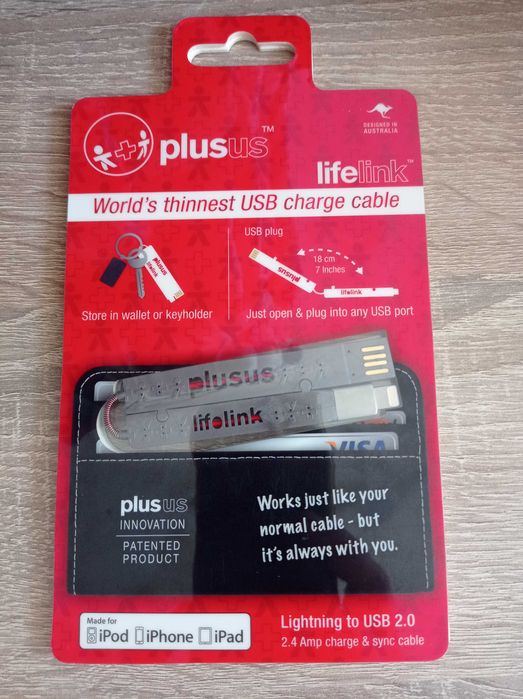 plusus™
DESIGNED IN
AUSTRALIA
lifelink™
World's thinnest USB charge cable
lifelink
Store in wallet or keyholder
USB plug
18 cm
7 Inches
plusus
lifelink
Just open & plug into any USB port
plusus
lifelink
VISA
plusus
INNOVATION
PATENTED
PRODUCT
Works just like your
normal cable - but
it's always with you.
Made for
iPod iPhone iPad
Lightning to USB 2.0
2.4 Amp charge & sync cable